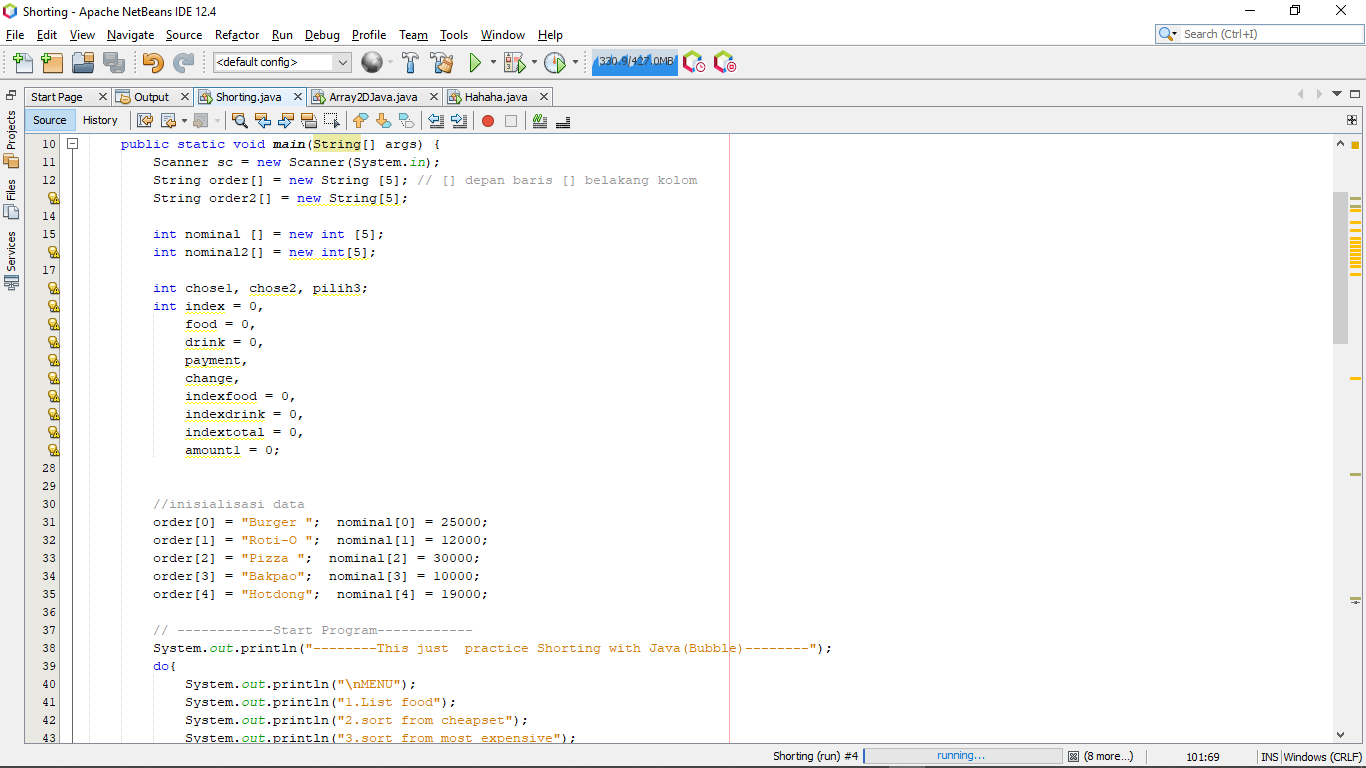 Shorting - Apache NetBeans IDE 12.4
File Edit View Navigate Source Refactor Run Debug Profile Team Tools Window Help
Search (Ctrl+I)
<default config>
330.9/427.0MB
Start Page Output Shorting.java Array2DJava.java Hahaha.java
Source History
Projects
Files
Services
10 public static void main(String[] args) {
11 Scanner sc = new Scanner(System.in);
12 String order[] = new String [5]; // [] depan baris [] belakang kolom
String order2[] = new String[5];
14
15 int nominal [] = new int [5];
int nominal2[] = new int[5];
17
int chose1, chose2, pilih3;
int index = 0,
food = 0,
drink = 0,
payment,
change,
indexfood = 0,
indexdrink = 0,
indextotal = 0,
amount1 = 0;
28
29
30 //inisialisasi data
31 order[0] = "Burger "; nominal[0] = 25000;
32 order[1] = "Roti-O "; nominal[1] = 12000;
33 order[2] = "Pizza "; nominal[2] = 30000;
34 order[3] = "Bakpao"; nominal[3] = 10000;
35 order[4] = "Hotdong"; nominal[4] = 19000;
36
37 // ------------Start Program------------
38 System.out.println("--------This just  practice Shorting with Java(Bubble)--------");
39 do{
40 System.out.println("\nMENU");
41 System.out.println("1.List food");
42 System.out.println("2.sort from cheapset");
43 System.out.println("3.sort from most expensive");
Shorting (run) #4 running... (8 more...) 101:69 INS Windows (CRLF)